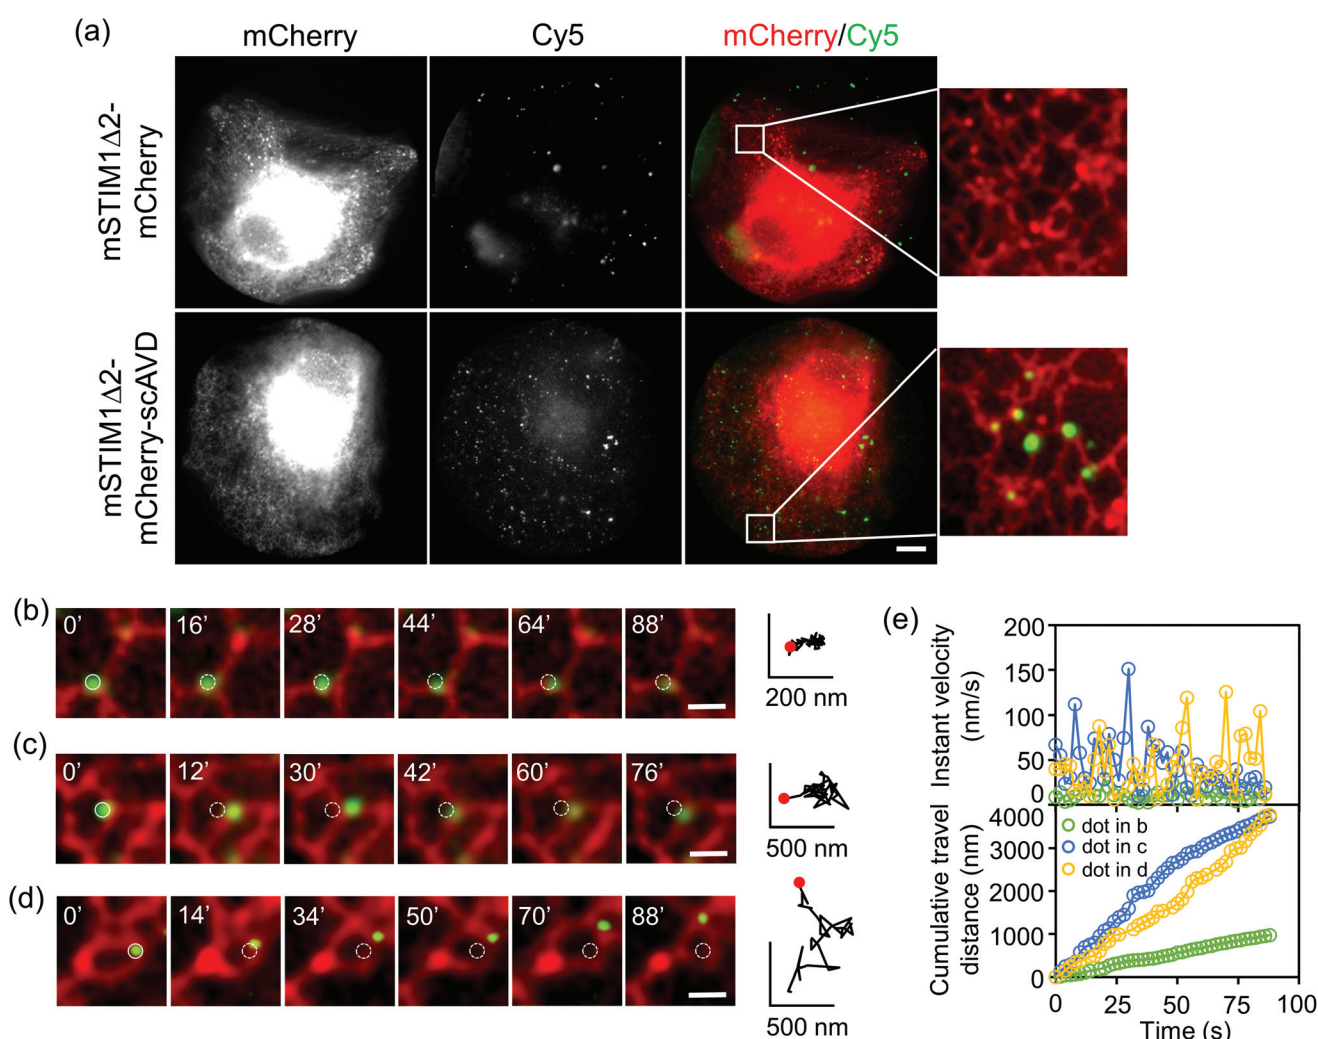 (a)
mCherry
Cy5
mCherry/Cy5
mSTIM1Δ2-
mCherry
mSTIM1Δ2-
mCherry-scAVD
(b)
0’
16’
28’
44’
64’
88’
200 nm
(c)
0’
12’
30’
42’
60’
76’
500 nm
(d)
0’
14’
34’
50’
70’
88’
500 nm
(e)
Instant velocity
(nm/s)
200
150
100
50
0
Cumulative travel
distance (nm)
4000
3000
2000
1000
0
dot in b
dot in c
dot in d
0
25
50
75
100
Time (s)